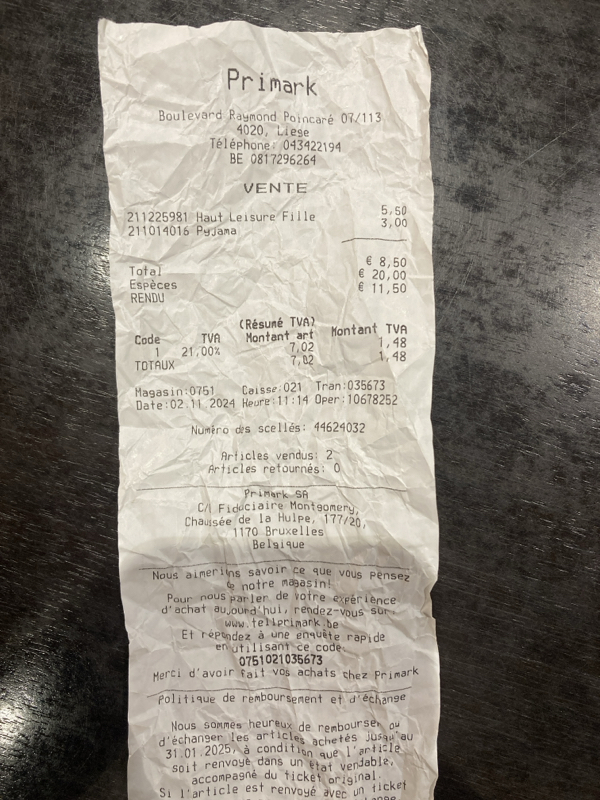 Primark
Boulevard Raymond Poincaré 07/113
4020, Liege
Téléphone: 043422194
BE 0817296264
VENTE
211225981 Haut Leisure Fille 5,50
211014016 Pyjama 3,00
Total € 8,50
Espèces € 20,00
RENDU € 11,50
(Résumé TVA)
Code TVA Montant art Montant TVA
1 21,00% 7,02 1,48
TOTAUX 7,02 1,48
Magasin:0751 Caisse:021 Tran:035673
Date:02.11.2024 Heure:11:14 Oper:10678252
Numéro des scellés: 44624032
Articles vendus: 2
Articles retournés: 0
Primark SA
C/L Fiduciaire Montgomery,
Chaussée de la Hulpe, 177/20,
1170 Bruxelles
Belgique
Nous aimerions savoir ce que vous pensez
de notre magasin!
Pour nous parler de votre expérience
d'achat aujourd'hui, rendez-vous sur:
www.tellprimark.be
Et répondez à une enquête rapide
en utilisant ce code:
0751021035673
Merci d'avoir fait vos achats chez Primark
Politique de remboursement et d'échange
Nous sommes heureux de rembourser ou
d'échanger les articles achetés jusqu'au
31.01.2025, à condition que l'article
soit renvoyé dans un état vendable,
accompagné du ticket original.
Si l'article est renvoyé avec un ticket